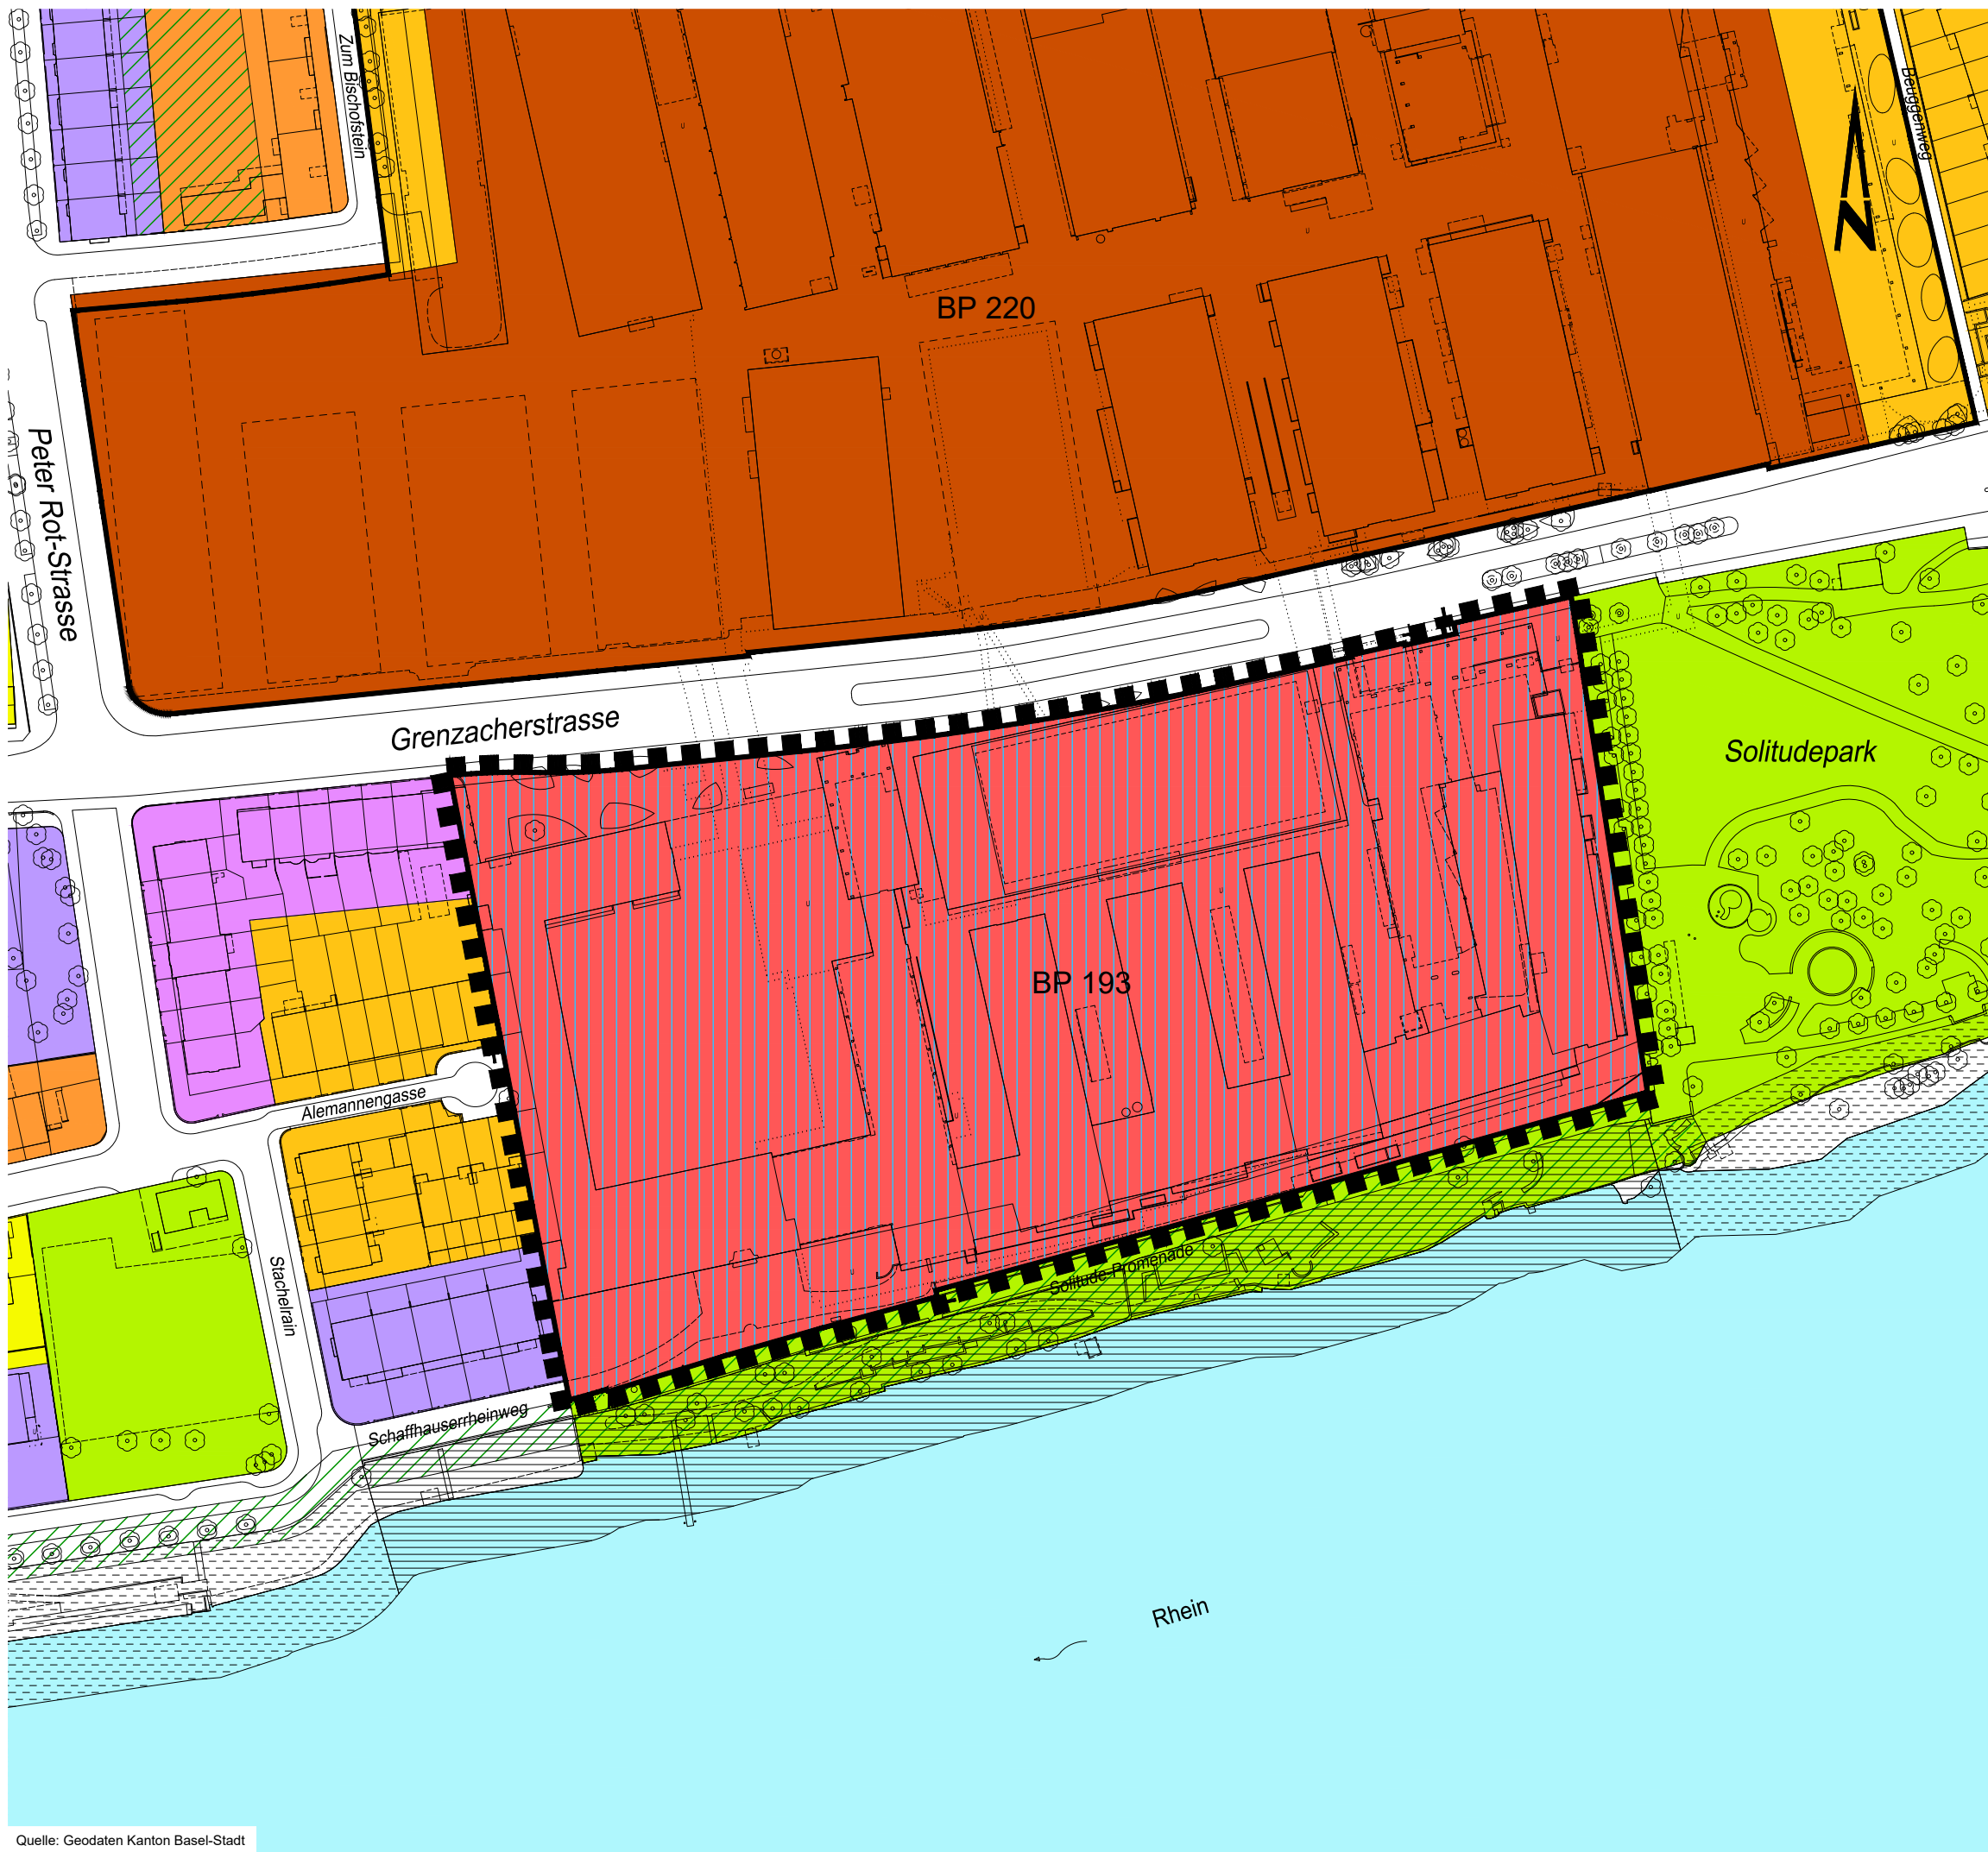 Zum Bischofstein
Beuggenweg
N
BP 220
Peter Rot-Strasse
Grenzacherstrasse
Solitudepark
BP 193
Alemannengasse
Stachelrain
Solitude-Promenade
Schaffhauserrheinweg
Rhein
Quelle: Geodaten Kanton Basel-Stadt